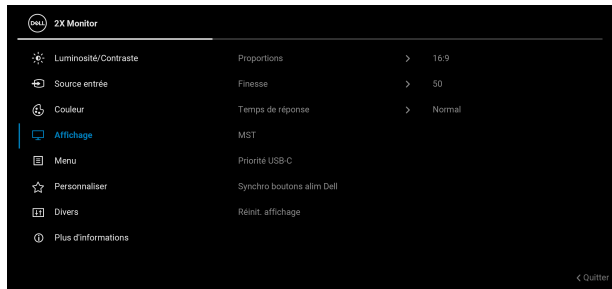 DELL 2X Monitor
Luminosité/Contraste Proportions > 16:9
Source entrée Finesse > 50
Couleur Temps de réponse > Normal
Affichage MST
Menu Priorité USB-C
Personnaliser Synchro boutons alim Dell
Divers Réinit. affichage
Plus d'informations
< Quitter